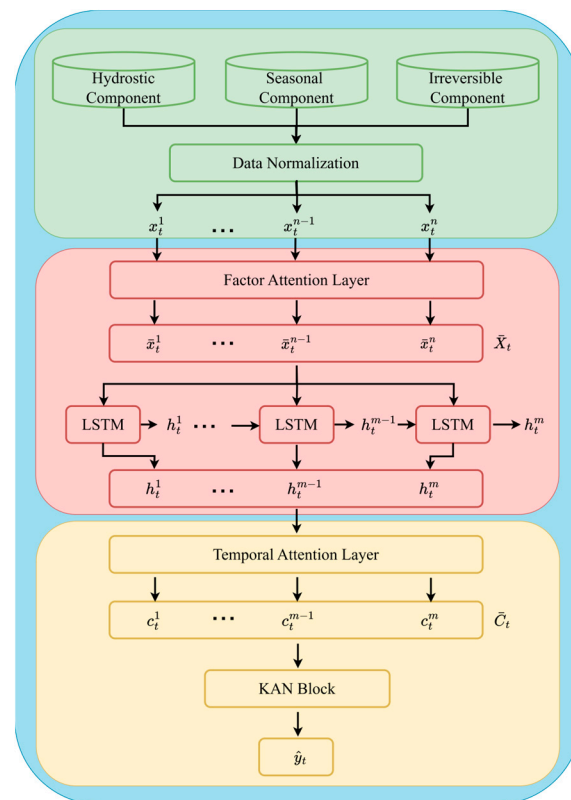 Hydrostic Seasonal Irreversible
Component Component Component
Data Normalization
x_t^1 ... x_t^{n-1} x_t^n
Factor Attention Layer
x̄_t^1 ... x̄_t^{n-1} x̄_t^n X̄_t
LSTM h_t^1 ... LSTM h_t^{m-1} LSTM h_t^m
h_t^1 ... h_t^{m-1} h_t^m
Temporal Attention Layer
c_t^1 ... c_t^{m-1} c_t^m C̄_t
KAN Block
ŷ_t